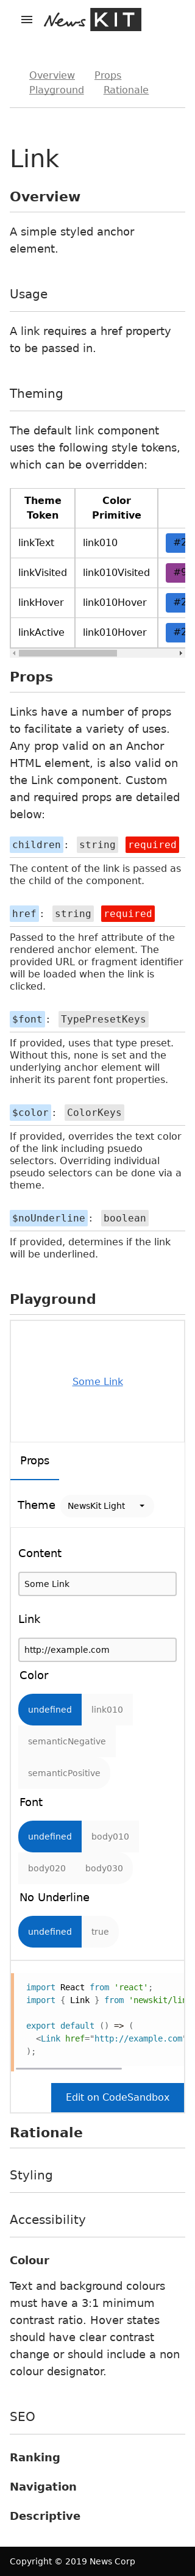 News KIT
Overview Props
Playground Rationale
Link
Overview
A simple styled anchor
element.
Usage
A link requires a href property
to be passed in.
Theming
The default link component
uses the following style tokens,
which can be overridden:
Theme Token Color Primitive
linkText link010
linkVisited link010Visited
linkHover link010Hover
linkActive link010Hover
Props
Links have a number of props
to facilitate a variety of uses.
Any prop valid on an Anchor
HTML element, is also valid on
the Link component. Custom
and required props are detailed
below:
children: string required
The content of the link is passed as
the child of the component.
href: string required
Passed to the href attribute of the
rendered anchor element. The
provided URL or fragment identifier
will be loaded when the link is
clicked.
$font: TypePresetKeys
If provided, uses that type preset.
Without this, none is set and the
underlying anchor element will
inherit its parent font properties.
$color: ColorKeys
If provided, overrides the text color
of the link including psuedo
selectors. Overriding individual
pseudo selectors can be done via a
theme.
$noUnderline: boolean
If provided, determines if the link
will be underlined.
Playground
Some Link
Props
Theme NewsKit Light
Content
Some Link
Link
http://example.com
Color
undefined link010
semanticNegative
semanticPositive
Font
undefined body010
body020 body030
No Underline
undefined true
import React from 'react';
import { Link } from 'newskit/lin
export default () => (
<Link href="http://example.com"
);
Edit on CodeSandbox
Rationale
Styling
Accessibility
Colour
Text and background colours
must have a 3:1 minimum
contrast ratio. Hover states
should have clear contrast
change or should include a non
colour designator.
SEO
Ranking
Navigation
Descriptive
Copyright © 2019 News Corp